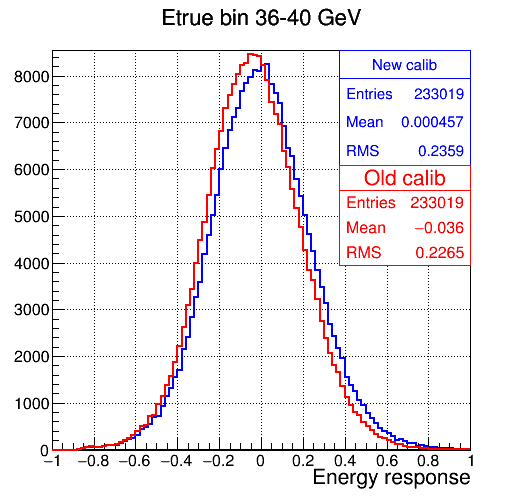 Etrue bin 36-40 GeV
New calib
Entries 233019
Mean 0.000457
RMS 0.2359
Old calib
Entries 233019
Mean −0.036
RMS 0.2265
8000
7000
6000
5000
4000
3000
2000
1000
0
−1 −0.8 −0.6 −0.4 −0.2 0 0.2 0.4 0.6 0.8 1
Energy response